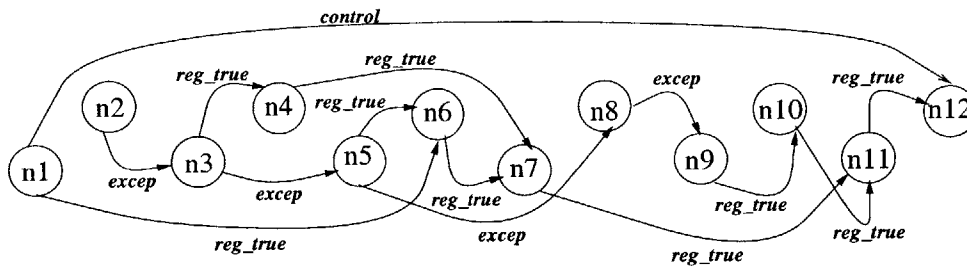 control
reg_true
reg_true
excep
reg_true
n2
n4
reg_true
n6
n8
n10
n12
n1
n3
n5
n7
n9
n11
excep
excep
reg_true
reg_true
reg_true
excep
reg_true
reg_true